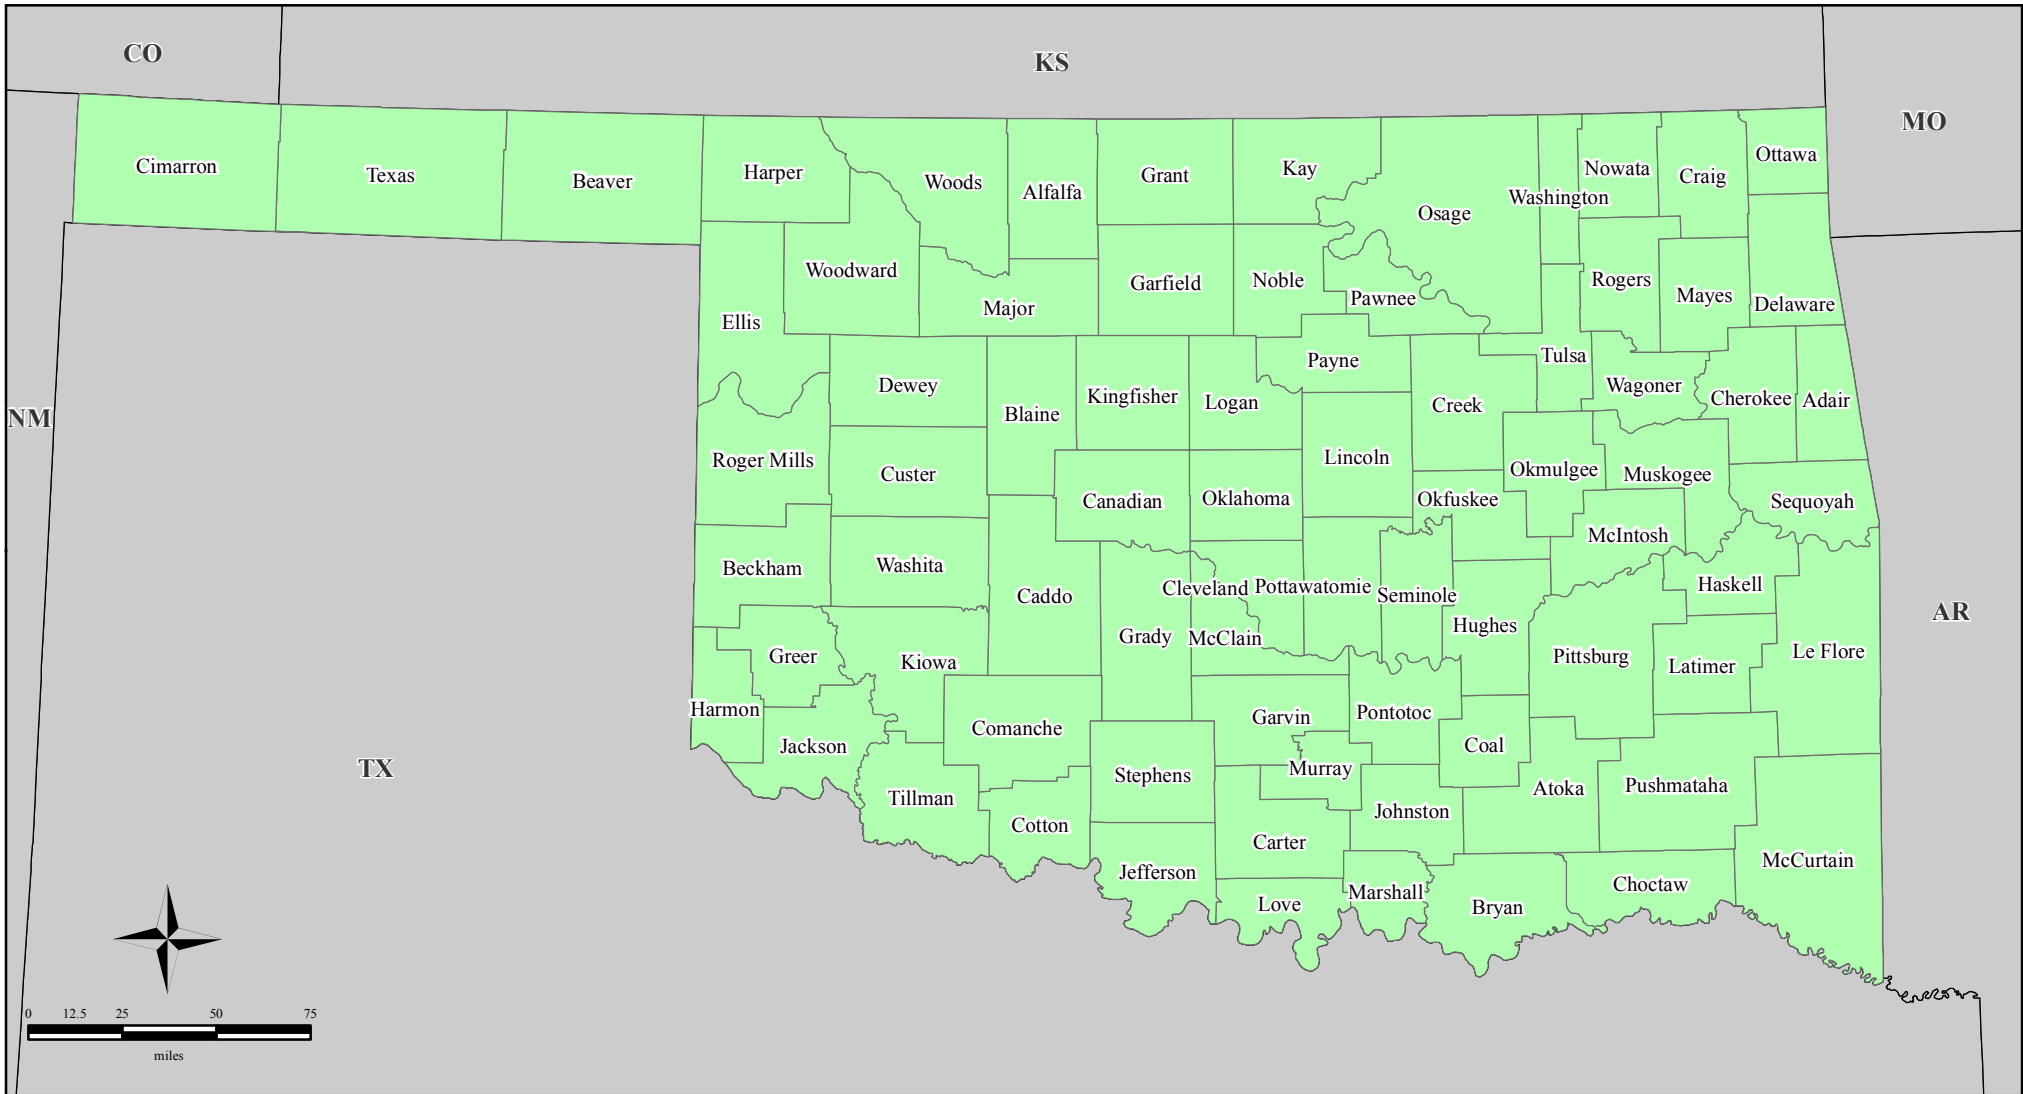 CO
KS
MO
Cimarron
Texas
Beaver
Harper
Woods
Alfalfa
Grant
Kay
Osage
Washington
Nowata
Craig
Ottawa
Woodward
Major
Garfield
Noble
Pawnee
Rogers
Mayes
Delaware
Ellis
Dewey
Blaine
Kingfisher
Logan
Payne
Creek
Tulsa
Wagoner
Cherokee
Adair
NM
Roger Mills
Custer
Canadian
Oklahoma
Lincoln
Okfuskee
Okmulgee
Muskogee
Sequoyah
McIntosh
Beckham
Washita
Caddo
Grady
Cleveland
Pottawatomie
Seminole
Hughes
Haskell
AR
McClain
Greer
Kiowa
Pittsburg
Latimer
Le Flore
Harmon
Jackson
Comanche
Garvin
Pontotoc
Coal
TX
Tillman
Cotton
Stephens
Murray
Johnston
Atoka
Pushmataha
Carter
Jefferson
Love
Marshall
Bryan
Choctaw
McCurtain
0 12.5 25 50 75
miles